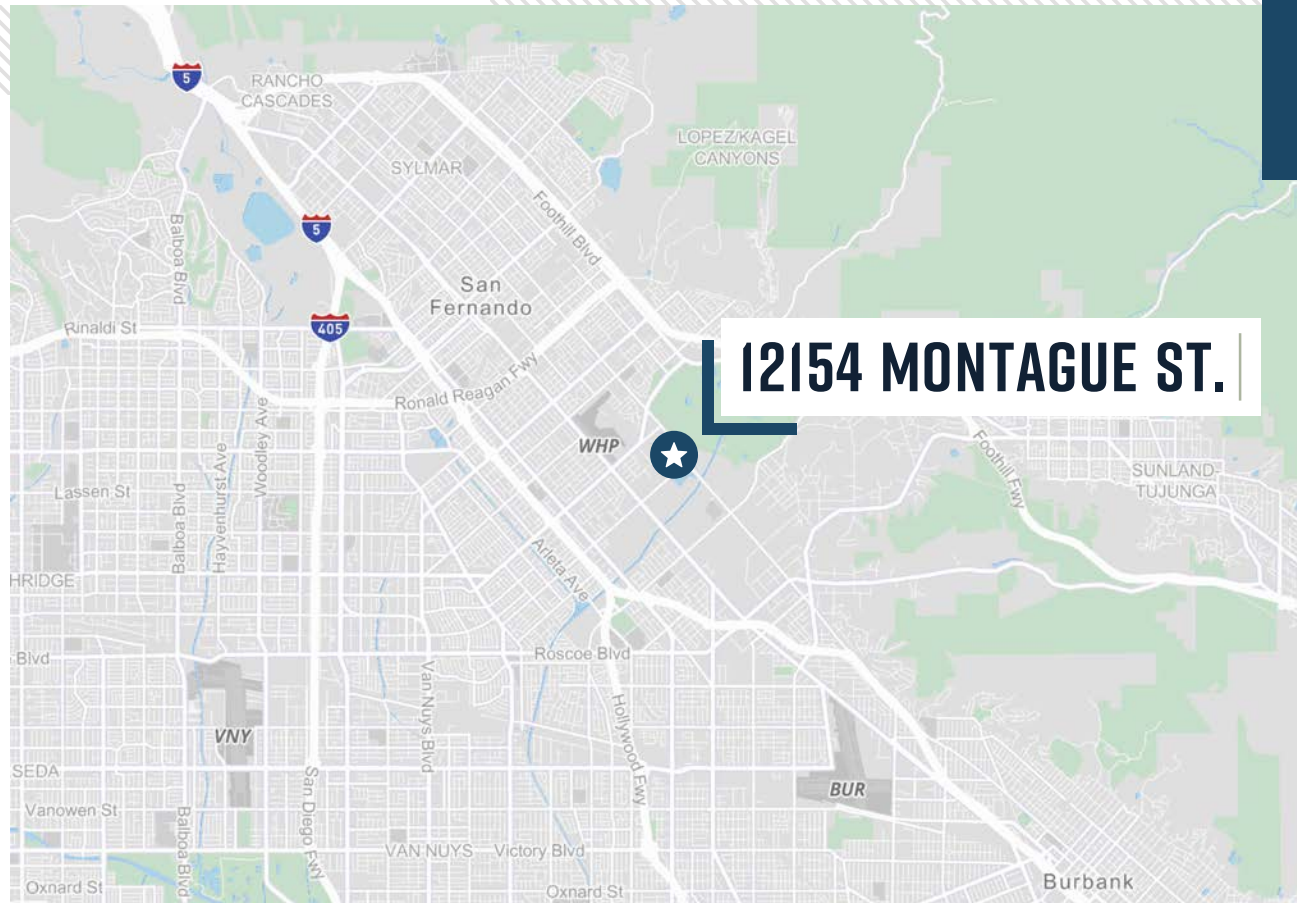 5
RANCHO
CASCADES
LOPEZ/KAGEL
CANYONS
SYLMAR
Foothill Blvd
5
Balboa Blvd
San
Fernando
405
Rinaldi St
12154 MONTAGUE ST.
Ronald Reagan Fwy
WHP
Woodley Ave
Hayvenhurst Ave
Balboa Blvd
Lassen St
Foothill Fwy
SUNLAND-
TUJUNGA
Arleta Ave
HRIDGE
Blvd
Roscoe Blvd
Van Nuys Blvd
Hollywood Fwy
VNY
SEDA
San Diego Fwy
BUR
Vanowen St
Balboa Blvd
VAN NUYS
Victory Blvd
Oxnard St
Oxnard St
Burbank